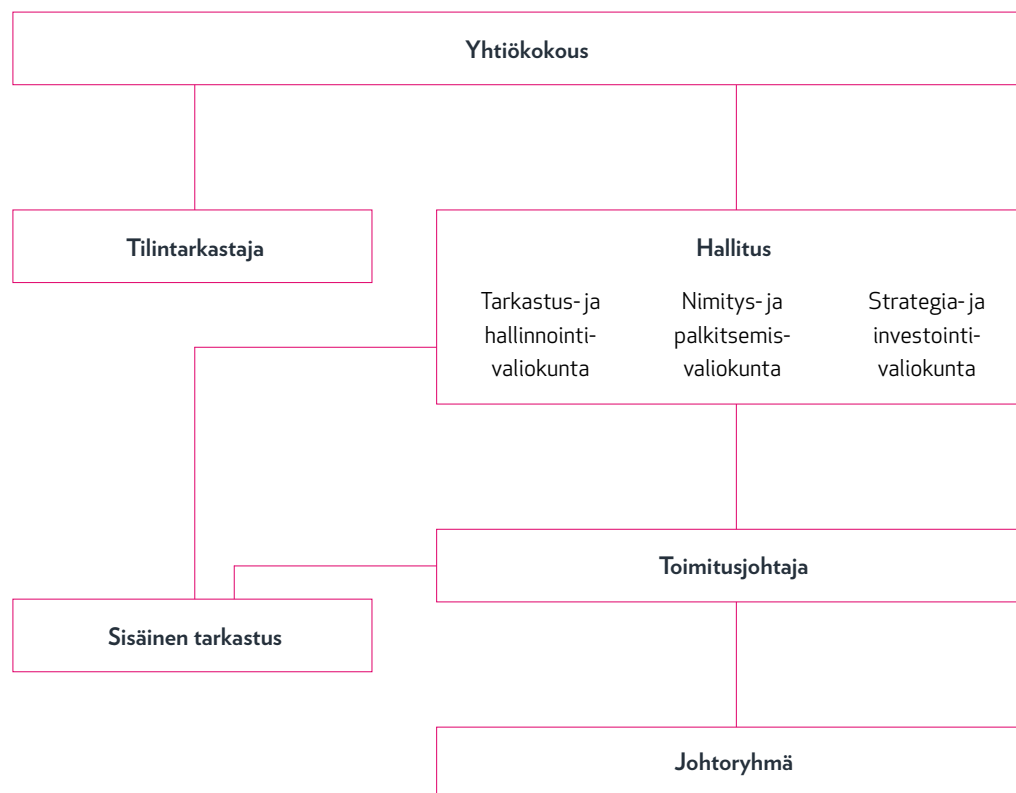 Yhtiökokous
Tilintarkastaja
Hallitus
Tarkastus- ja
hallinnointi-
valiokunta
Nimitys- ja
palkitsemis-
valiokunta
Strategia- ja
investointi-
valiokunta
Toimitusjohtaja
Sisäinen tarkastus
Johtoryhmä